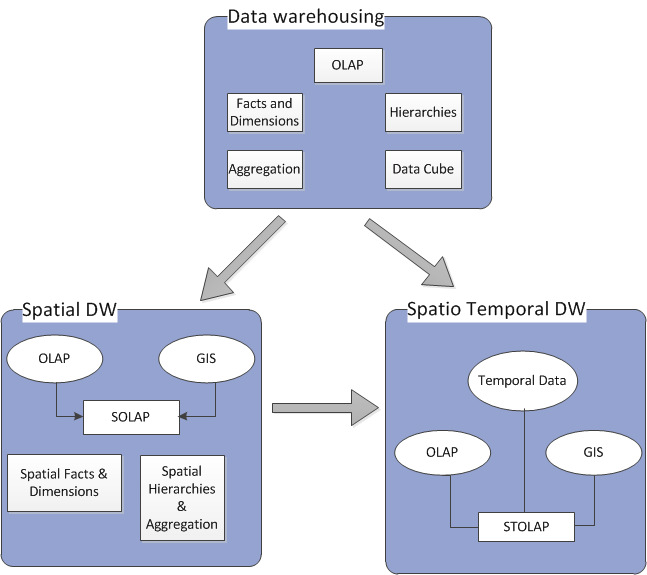 Data warehousing
OLAP
Facts and
Dimensions
Hierarchies
Aggregation
Data Cube
Spatial DW
OLAP
GIS
SOLAP
Spatial Facts &
Dimensions
Spatial
Hierarchies
&
Aggregation
Spatio Temporal DW
Temporal Data
OLAP
GIS
STOLAP